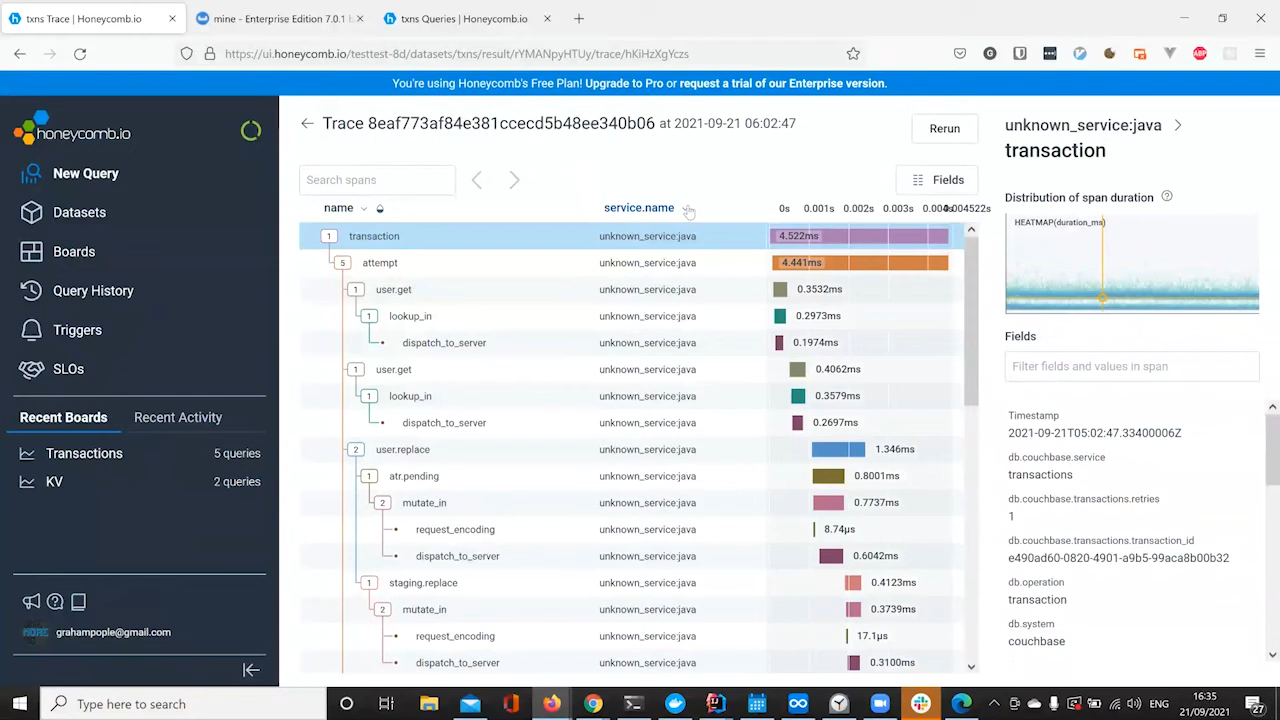 txns Trace | Honeycomb.io
mine - Enterprise Edition 7.0.1 b
txns Queries | Honeycomb.io
https://ui.honeycomb.io/testtest-8d/datasets/txns/result/rYMANpyHTUy/trace/hKiHzXgYczs
You're using Honeycomb's Free Plan! Upgrade to Pro or request a trial of our Enterprise version.
honeycomb.io
New Query
Datasets
Boards
Query History
Triggers
SLOs
Recent Boards Recent Activity
Transactions 5 queries
KV 2 queries
grahampople@gmail.com
Trace 8eaf773af84e381ccecd5b48ee340b06 at 2021-09-21 06:02:47
Rerun
Search spans
Fields
name service.name 0s 0.001s 0.002s 0.003s 0.004s 0.004522s
1 transaction unknown_service:java 4.522ms
5 attempt unknown_service:java 4.441ms
1 user.get unknown_service:java 0.3532ms
1 lookup_in unknown_service:java 0.2973ms
dispatch_to_server unknown_service:java 0.1974ms
1 user.get unknown_service:java 0.4062ms
1 lookup_in unknown_service:java 0.3579ms
dispatch_to_server unknown_service:java 0.2697ms
2 user.replace unknown_service:java 1.346ms
1 atr.pending unknown_service:java 0.8001ms
2 mutate_in unknown_service:java 0.7737ms
request_encoding unknown_service:java 8.74µs
dispatch_to_server unknown_service:java 0.6042ms
1 staging.replace unknown_service:java 0.4123ms
2 mutate_in unknown_service:java 0.3739ms
request_encoding unknown_service:java 17.1µs
dispatch_to_server unknown_service:java 0.3100ms
unknown_service:java
transaction
Distribution of span duration
HEATMAP(duration_ms)
Fields
Filter fields and values in span
Timestamp
2021-09-21T05:02:47.33400006Z
db.couchbase.service
transactions
db.couchbase.transactions.retries
1
db.couchbase.transactions.transaction_id
e490ad60-0820-4901-a9b5-99aca8b00b32
db.operation
transaction
db.system
couchbase
Type here to search
16:35
21/09/2021
27